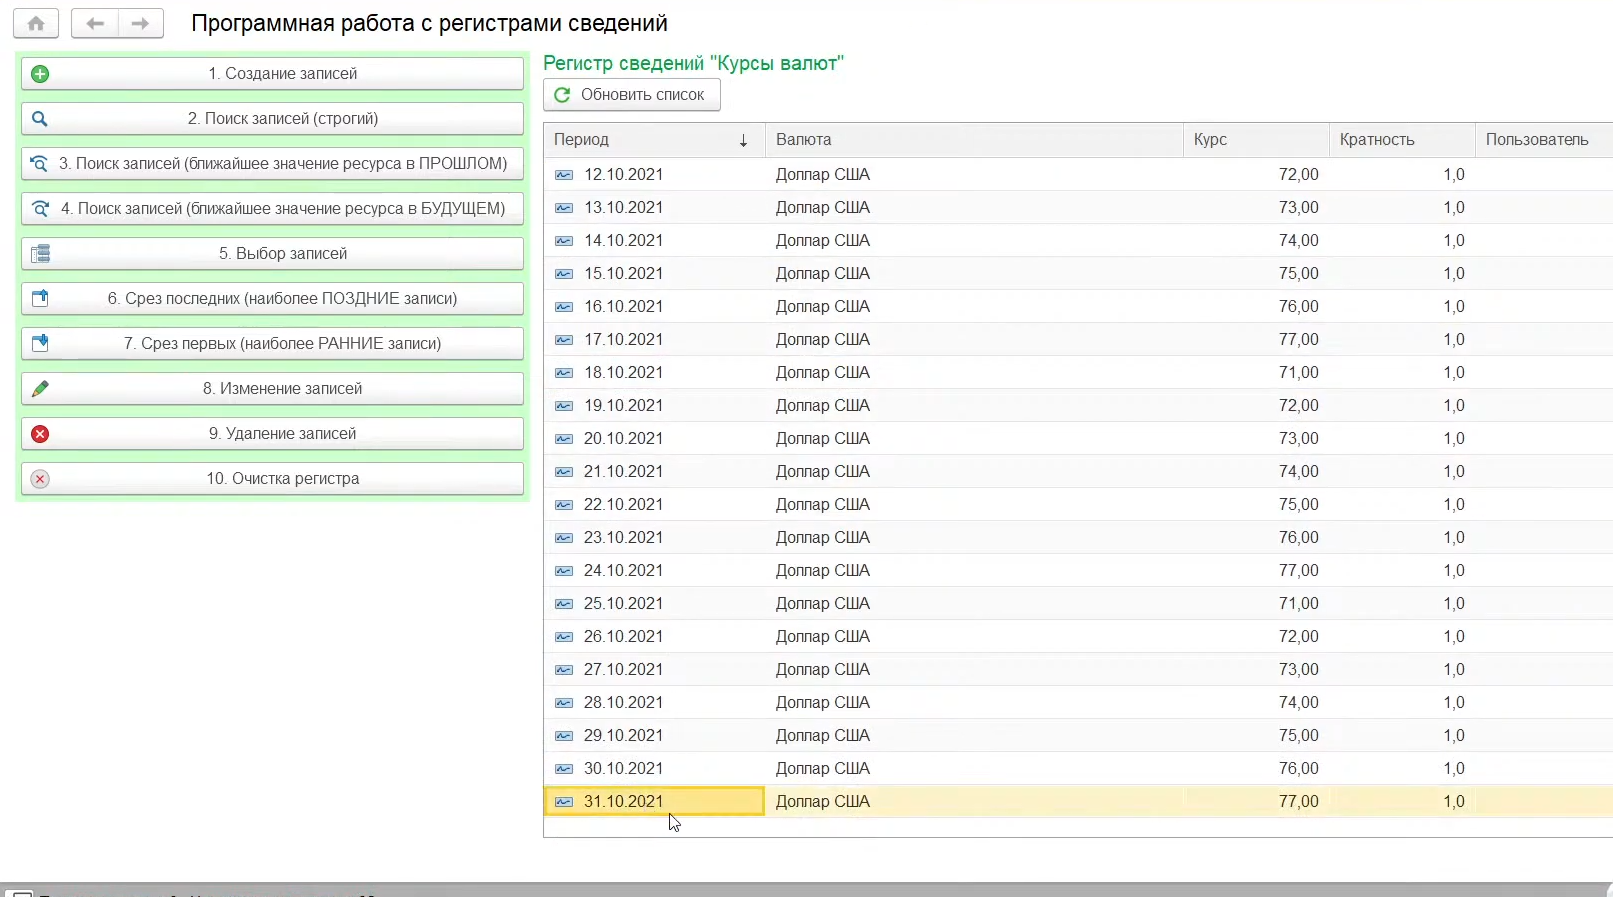 Программная работа с регистрами сведений
1. Создание записей
2. Поиск записей (строгий)
3. Поиск записей (ближайшее значение ресурса в ПРОШЛОМ)
4. Поиск записей (ближайшее значение ресурса в БУДУЩЕМ)
5. Выбор записей
6. Срез последних (наиболее ПОЗДНИЕ записи)
7. Срез первых (наиболее РАННИЕ записи)
8. Изменение записей
9. Удаление записей
10. Очистка регистра
Регистр сведений "Курсы валют"
Обновить список
Период ↓ Валюта Курс Кратность Пользователь
12.10.2021 Доллар США 72,00 1,0
13.10.2021 Доллар США 73,00 1,0
14.10.2021 Доллар США 74,00 1,0
15.10.2021 Доллар США 75,00 1,0
16.10.2021 Доллар США 76,00 1,0
17.10.2021 Доллар США 77,00 1,0
18.10.2021 Доллар США 71,00 1,0
19.10.2021 Доллар США 72,00 1,0
20.10.2021 Доллар США 73,00 1,0
21.10.2021 Доллар США 74,00 1,0
22.10.2021 Доллар США 75,00 1,0
23.10.2021 Доллар США 76,00 1,0
24.10.2021 Доллар США 77,00 1,0
25.10.2021 Доллар США 71,00 1,0
26.10.2021 Доллар США 72,00 1,0
27.10.2021 Доллар США 73,00 1,0
28.10.2021 Доллар США 74,00 1,0
29.10.2021 Доллар США 75,00 1,0
30.10.2021 Доллар США 76,00 1,0
31.10.2021 Доллар США 77,00 1,0